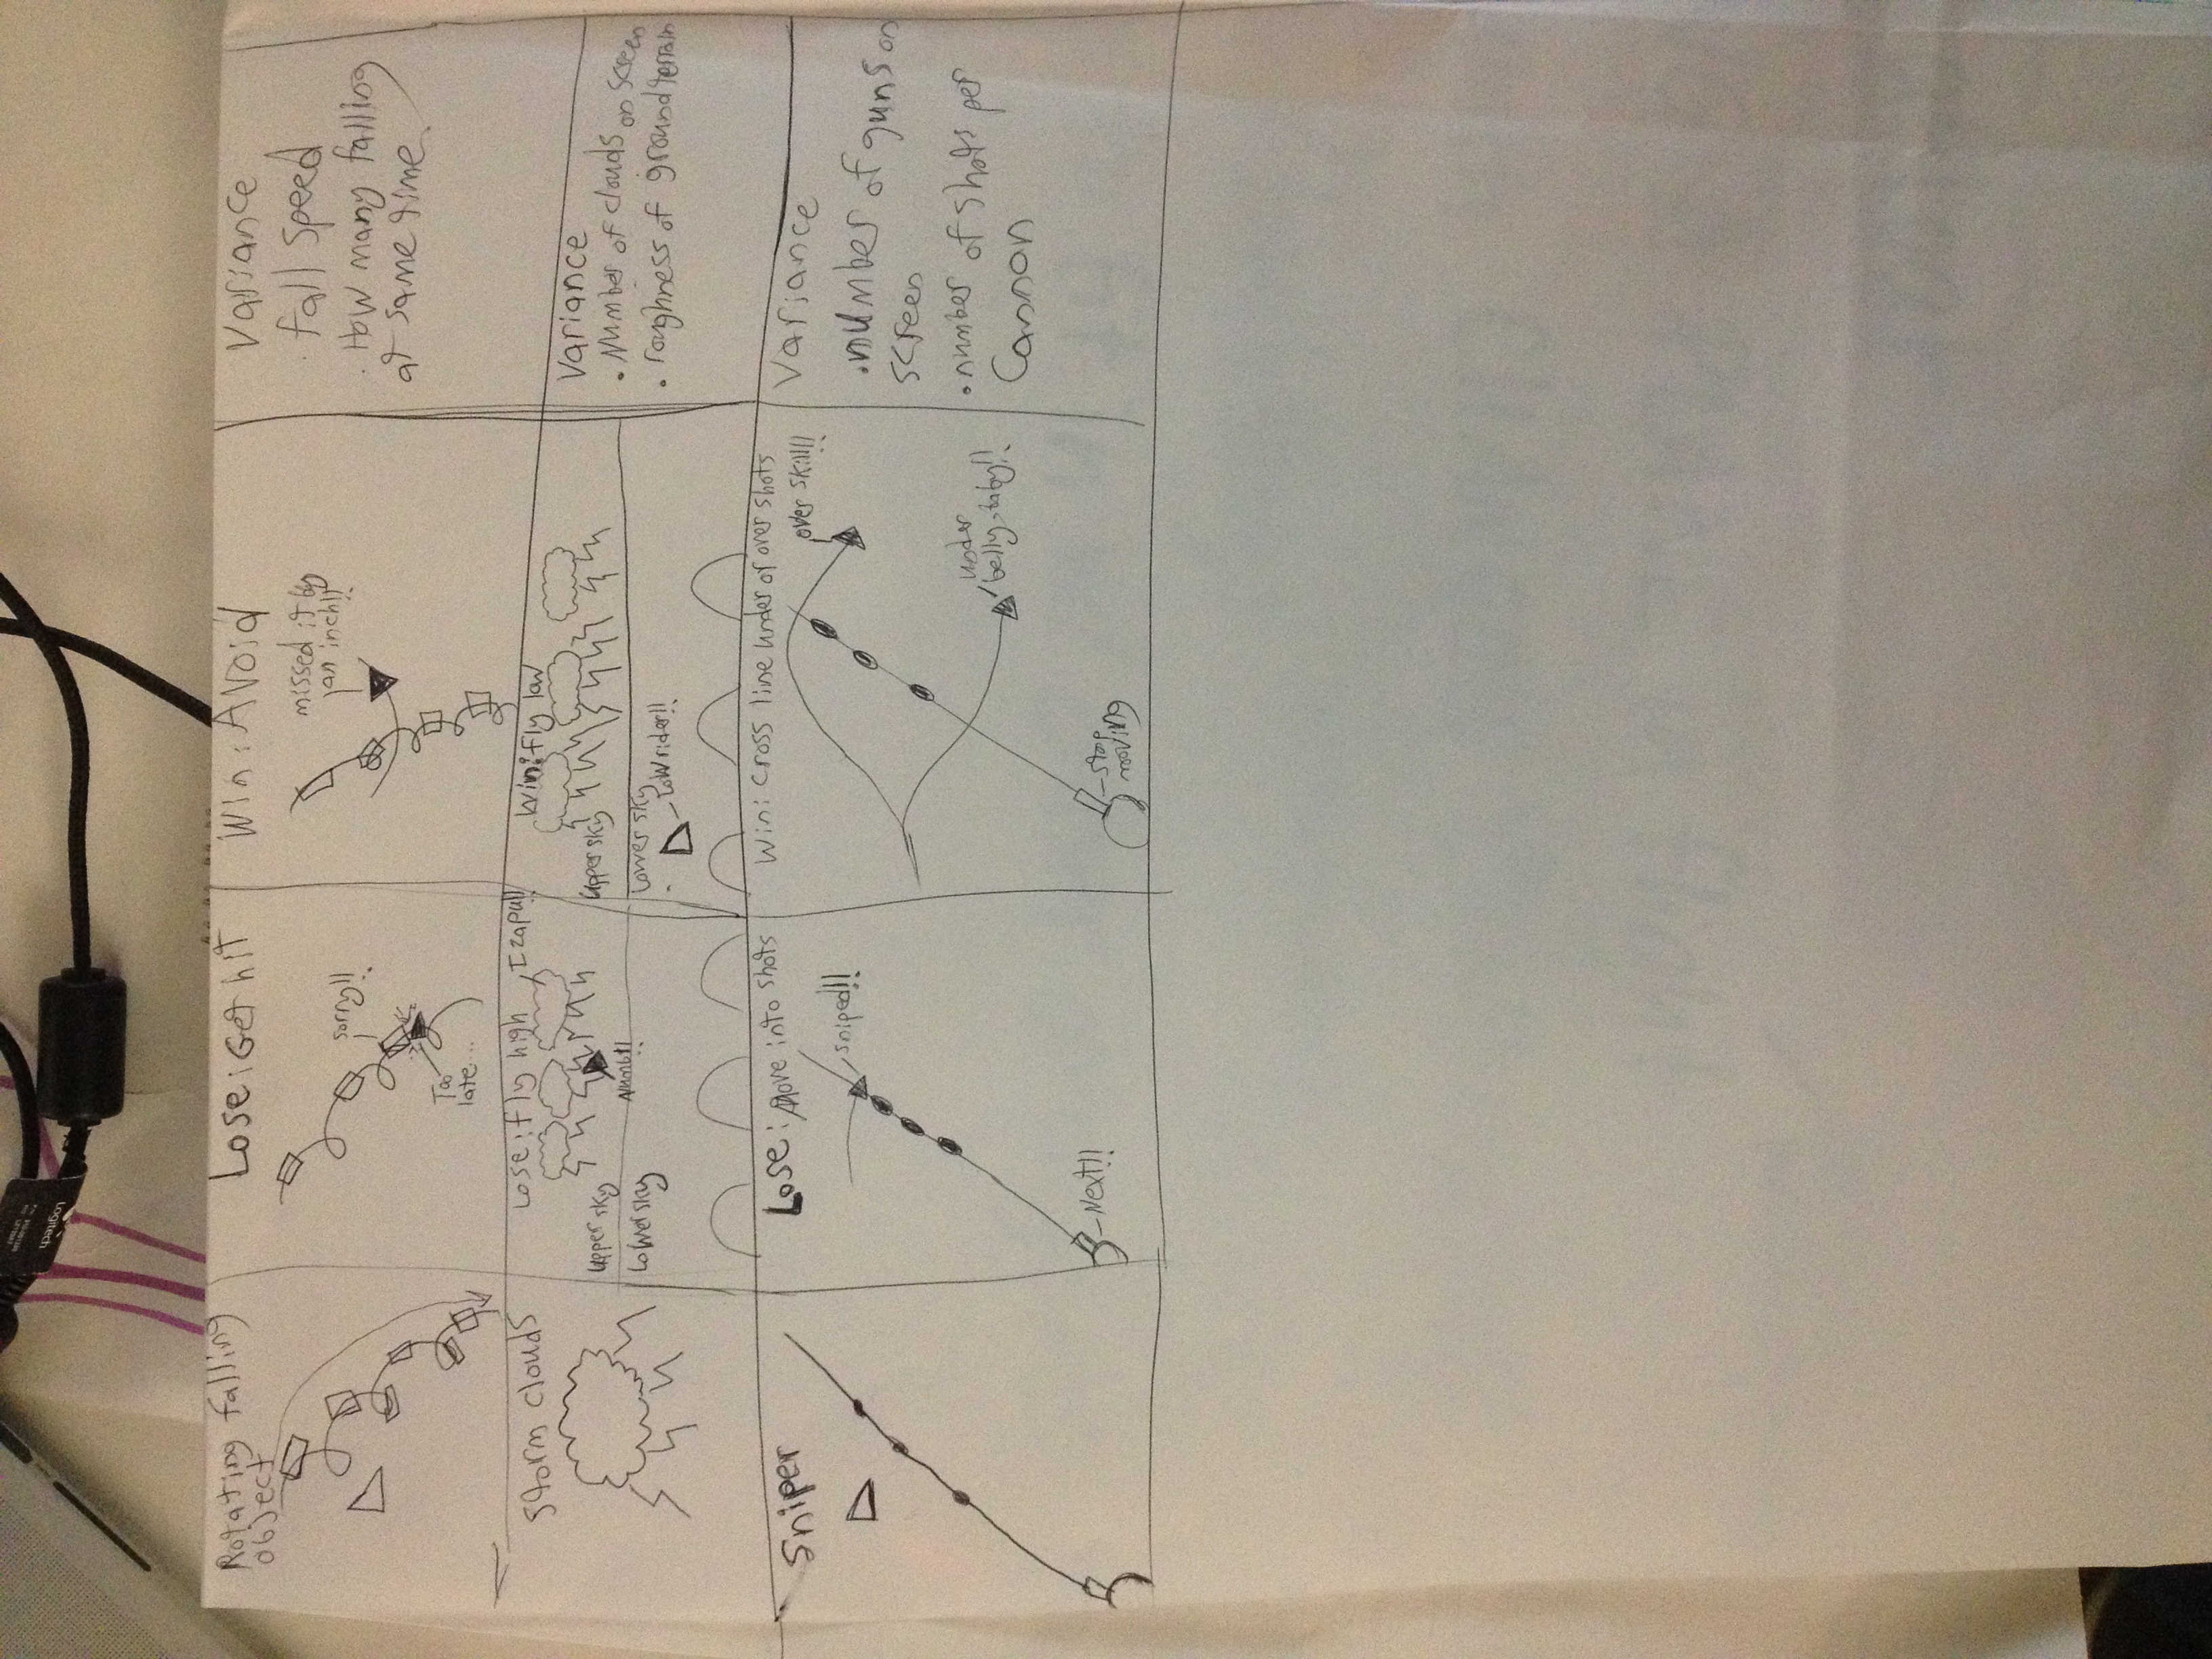 Logitech
Rotating falling
object
Lose: Get hit
sorry!!
Too
late...
Win: Avoid
missed it by
an inch!!
Variance
fall speed
. How many falling
at same time
Storm clouds
Lose: fly high
I zap u!!
upper sky
Numb!!
Lower sky
Win: fly low
upper sky
Lower sky
Low rider!!
Variance
. Number of clouds on screen
. roughness of ground terrain
Sniper
Lose: Move into shots
sniped!!
Next!!
Win: Cross line under or over shots
over skill!!
under
belly, baby!!
stop
moving
Variance
. number of guns on
screen
. number of shots per
Cannon